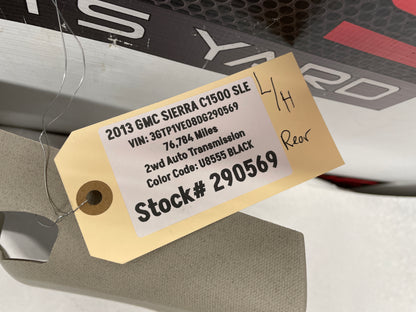 TS YARD
2013 GMC SIERRA C1500 SLE
VIN: 3GTP1VE08DG290569
76,784 Miles
2wd Auto Transmission
Color Code: U8555 BLACK
Stock# 290569
L/H
Rear